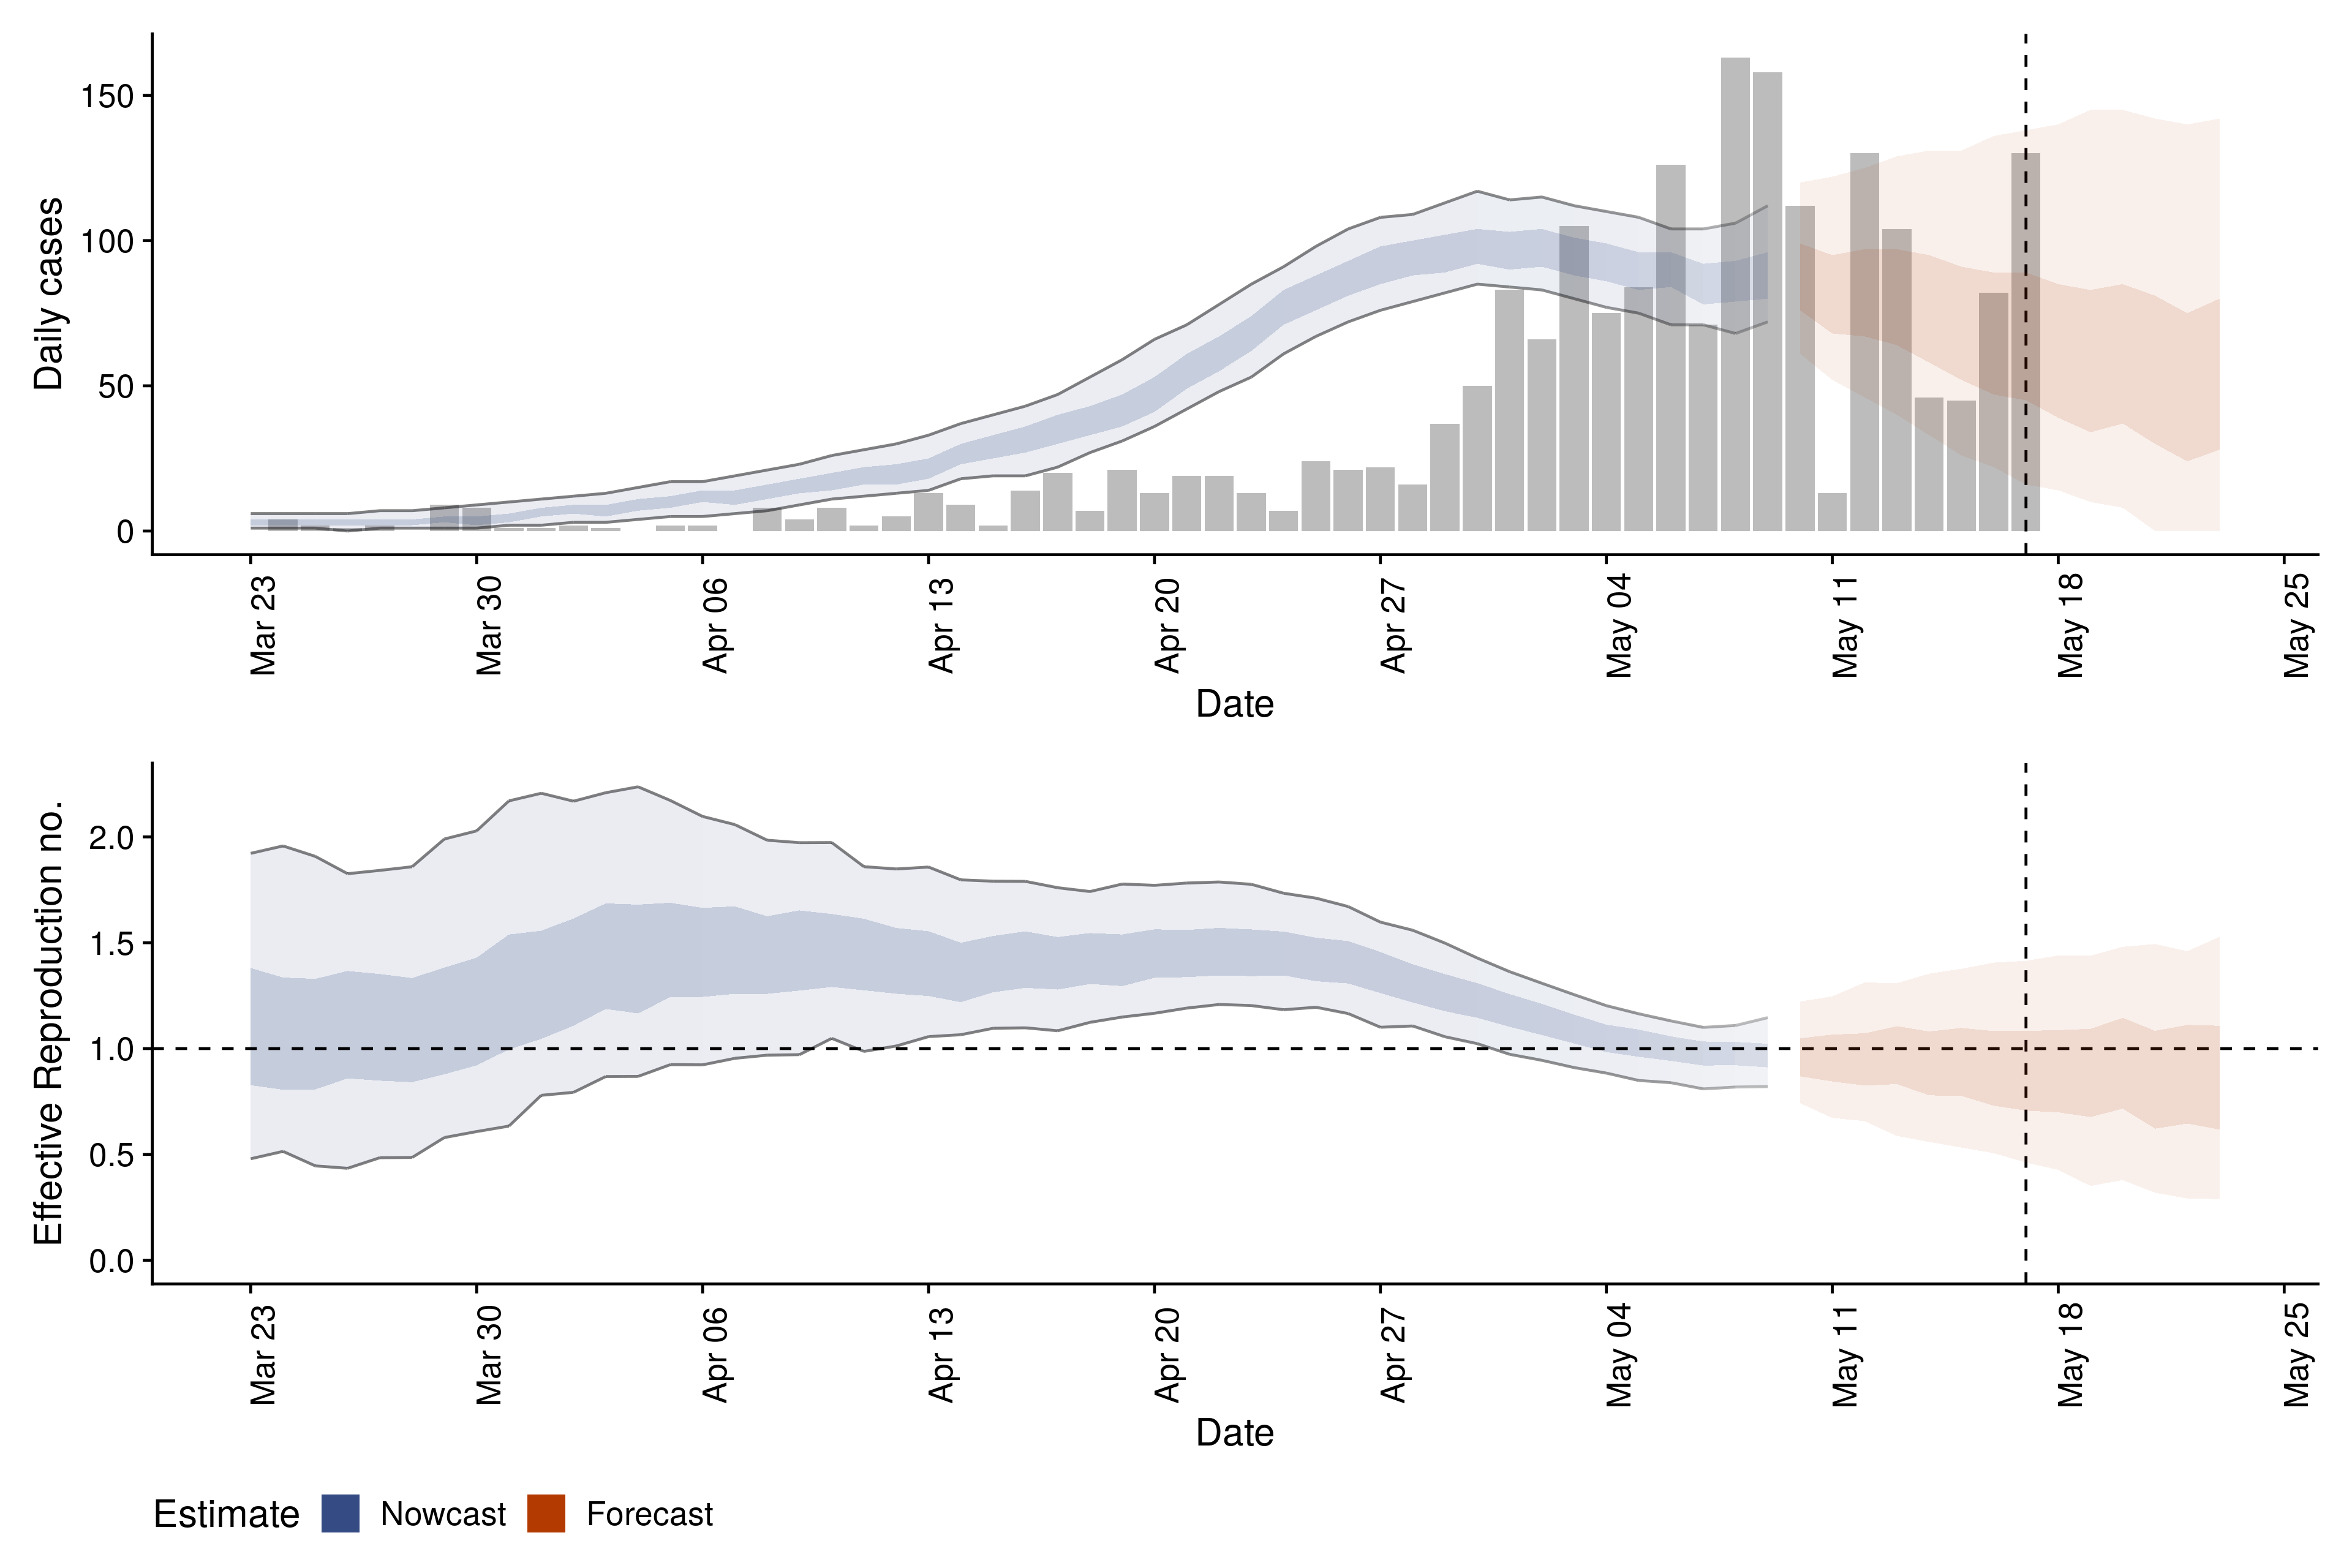 Daily cases
150
100
50
0
Mar 23
Mar 30
Apr 06
Apr 13
Apr 20
Apr 27
May 04
May 11
May 18
May 25
Date
Effective Reproduction no.
2.0
1.5
1.0
0.5
0.0
Mar 23
Mar 30
Apr 06
Apr 13
Apr 20
Apr 27
May 04
May 11
May 18
May 25
Date
Estimate Nowcast Forecast